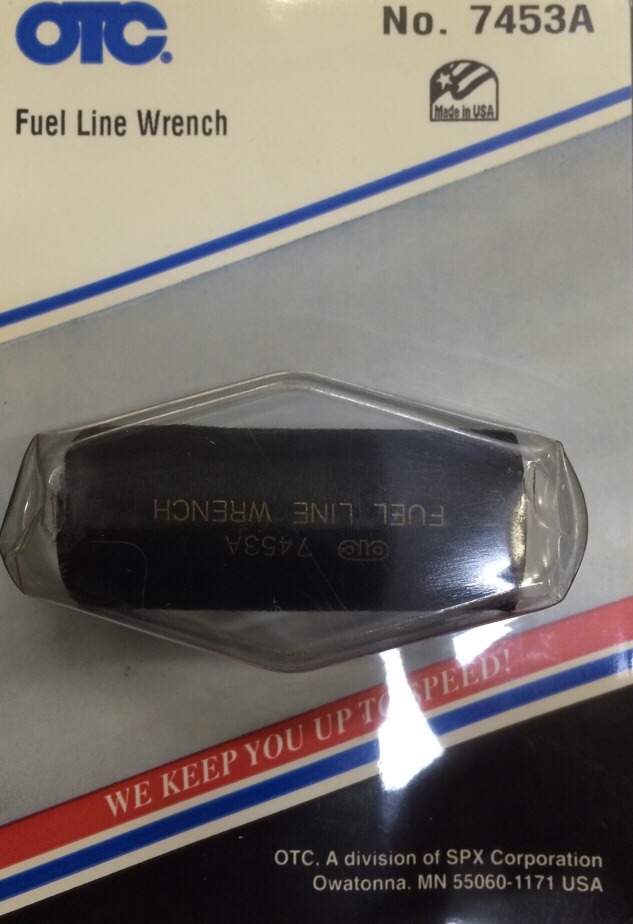 OTC.
No. 7453A
Made in USA
Fuel Line Wrench
FUEL LINE WRENCH
OTC 7453A
WE KEEP YOU UP TO SPEED!
OTC. A division of SPX Corporation
Owatonna. MN 55060-1171 USA